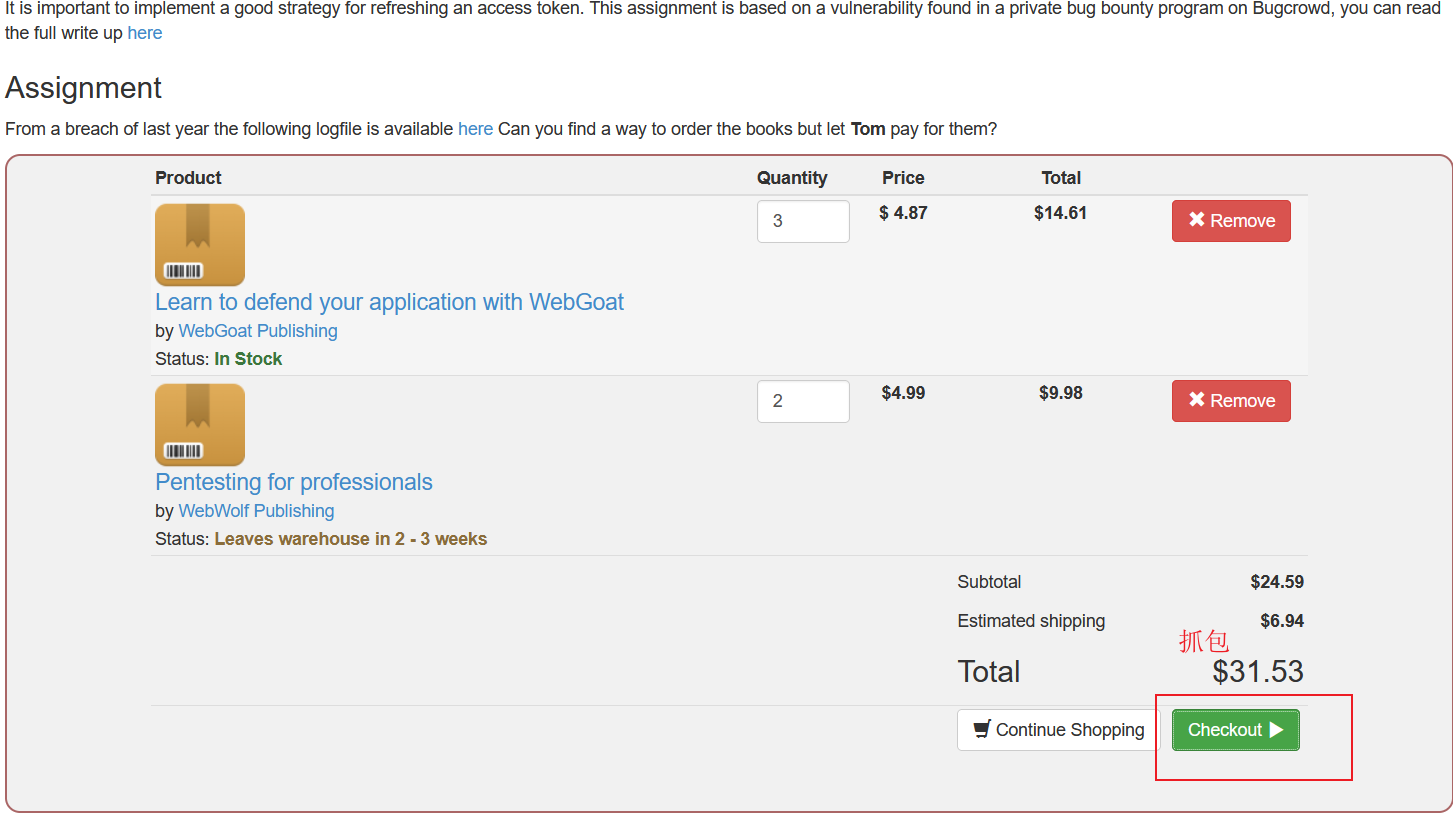 It is important to implement a good strategy for refreshing an access token. This assignment is based on a vulnerability found in a private bug bounty program on Bugcrowd, you can read
the full write up here
Assignment
From a breach of last year the following logfile is available here Can you find a way to order the books but let Tom pay for them?
Product Quantity Price Total
3 $ 4.87 $14.61 Remove
Learn to defend your application with WebGoat
by WebGoat Publishing
Status: In Stock
2 $4.99 $9.98 Remove
Pentesting for professionals
by WebWolf Publishing
Status: Leaves warehouse in 2 - 3 weeks
Subtotal $24.59
Estimated shipping $6.94
抓包
Total $31.53
Continue Shopping Checkout